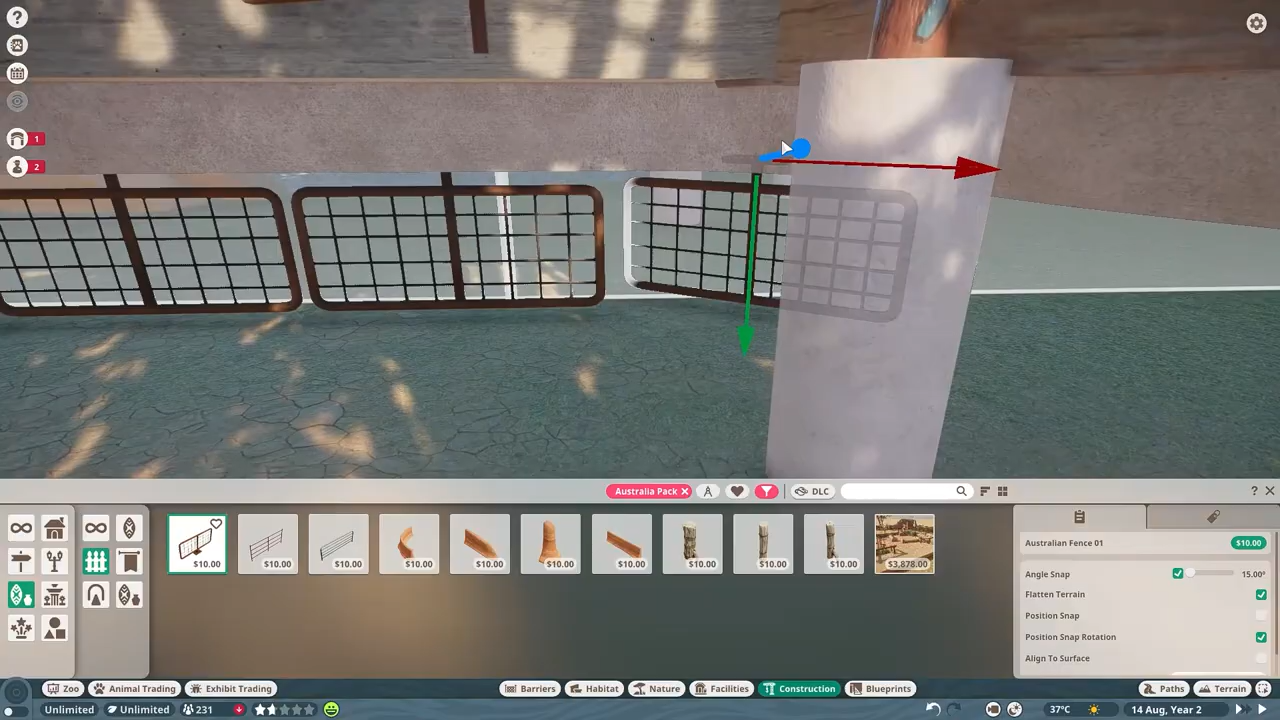 ?
1
2
Australia Pack ×
DLC
? ×
$10.00 $10.00 $10.00 $10.00 $10.00 $10.00 $10.00 $10.00 $10.00 $10.00 $3,878.00
Australian Fence 01 $10.00
Angle Snap 15.00°
Flatten Terrain
Position Snap
Position Snap Rotation
Align To Surface
Zoo Animal Trading Exhibit Trading Barriers Habitat Nature Facilities Construction Blueprints Paths Terrain
Unlimited Unlimited 231 37°C 14 Aug, Year 2